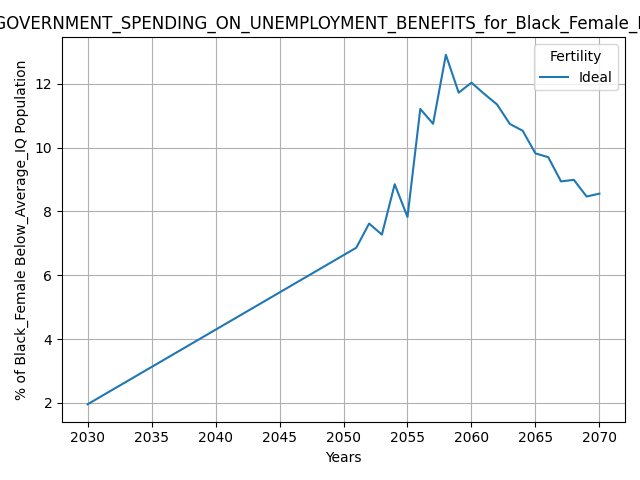 GOVERNMENT_SPENDING_ON_UNEMPLOYMENT_BENEFITS_for_Black_Female_
Fertility
Ideal
% of Black_Female Below_Average_IQ Population
12
10
8
6
4
2
2030 2035 2040 2045 2050 2055 2060 2065 2070
Years